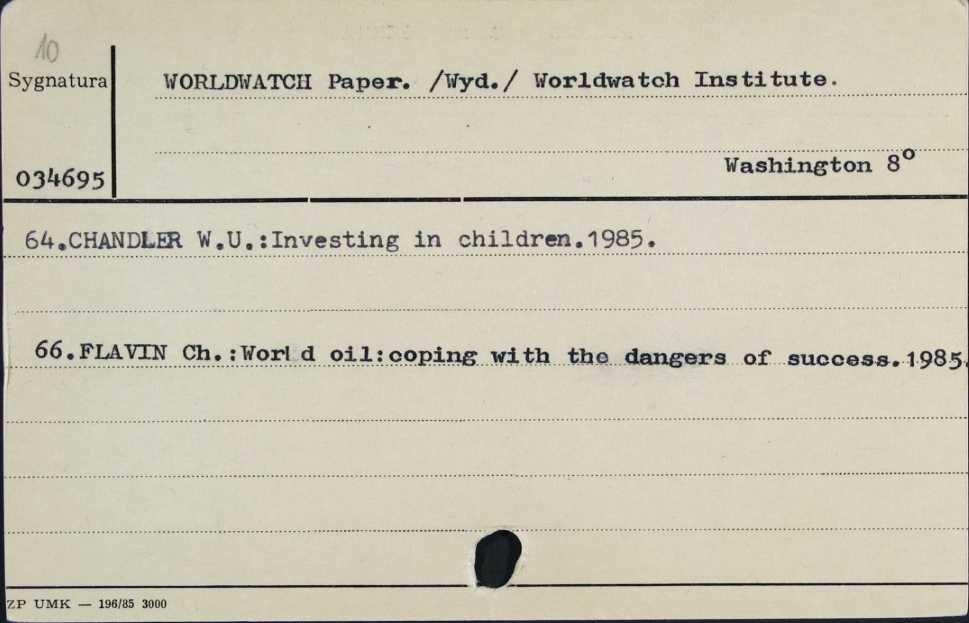 10
Sygnatura
WORLDWATCH Paper. /Wyd./ Worldwatch Institute.
Washington 8°
034695
64.CHANDLER W.U.:Investing in children.1985.
66.FLAVIN Ch.:World oil:coping with the dangers of success.1985.
ZP UMK — 196/85 3000